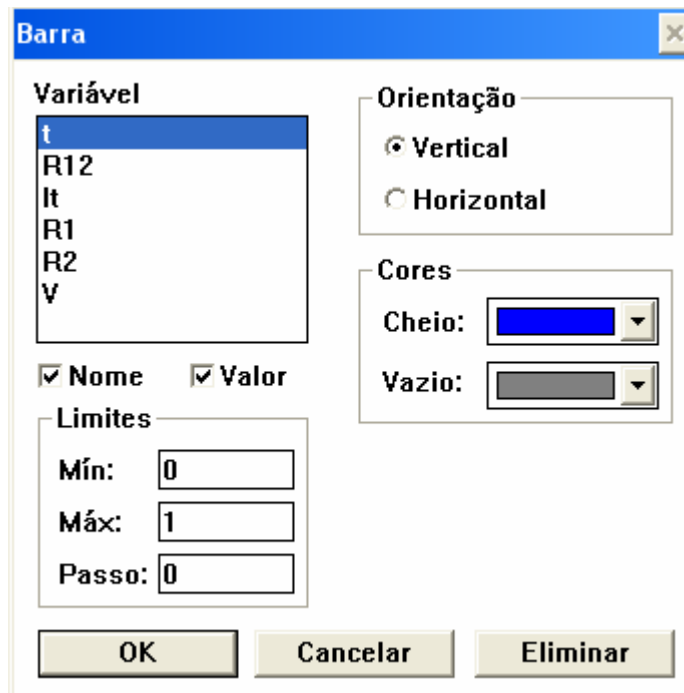 Barra
Variável
t
R12
It
R1
R2
V
Nome Valor
Limites
Mín: 0
Máx: 1
Passo: 0
Orientação
Vertical
Horizontal
Cores
Cheio:
Vazio:
OK Cancelar Eliminar